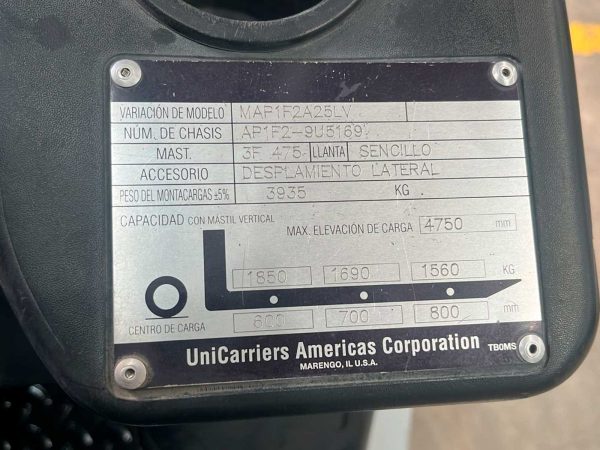 VARIACIÓN DE MODELO MAP1F2A25LV
NÚM. DE CHASIS AP1F2-9U5169
MAST. 3F 475 LLANTA SENCILLO
ACCESORIO DESPLAMIENTO LATERAL
PESO DEL MONTACARGAS ±5% 3935 KG.
CAPACIDAD CON MÁSTIL VERTICAL
MAX. ELEVACIÓN DE CARGA 4750 mm
1850 1690 1560 KG
CENTRO DE CARGA 600 700 800 mm
UniCarriers Americas Corporation TB0MS
MARENGO, IL U.S.A.